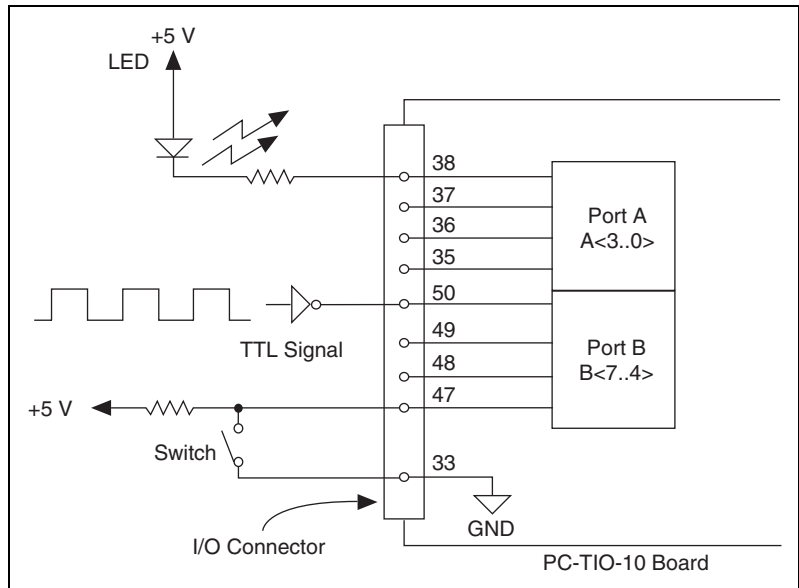 +5 V
LED
38
37
36
35
Port A
A<3..0>
50
TTL Signal
49
48
47
Port B
B<7..4>
+5 V
Switch
33
GND
I/O Connector
PC-TIO-10 Board